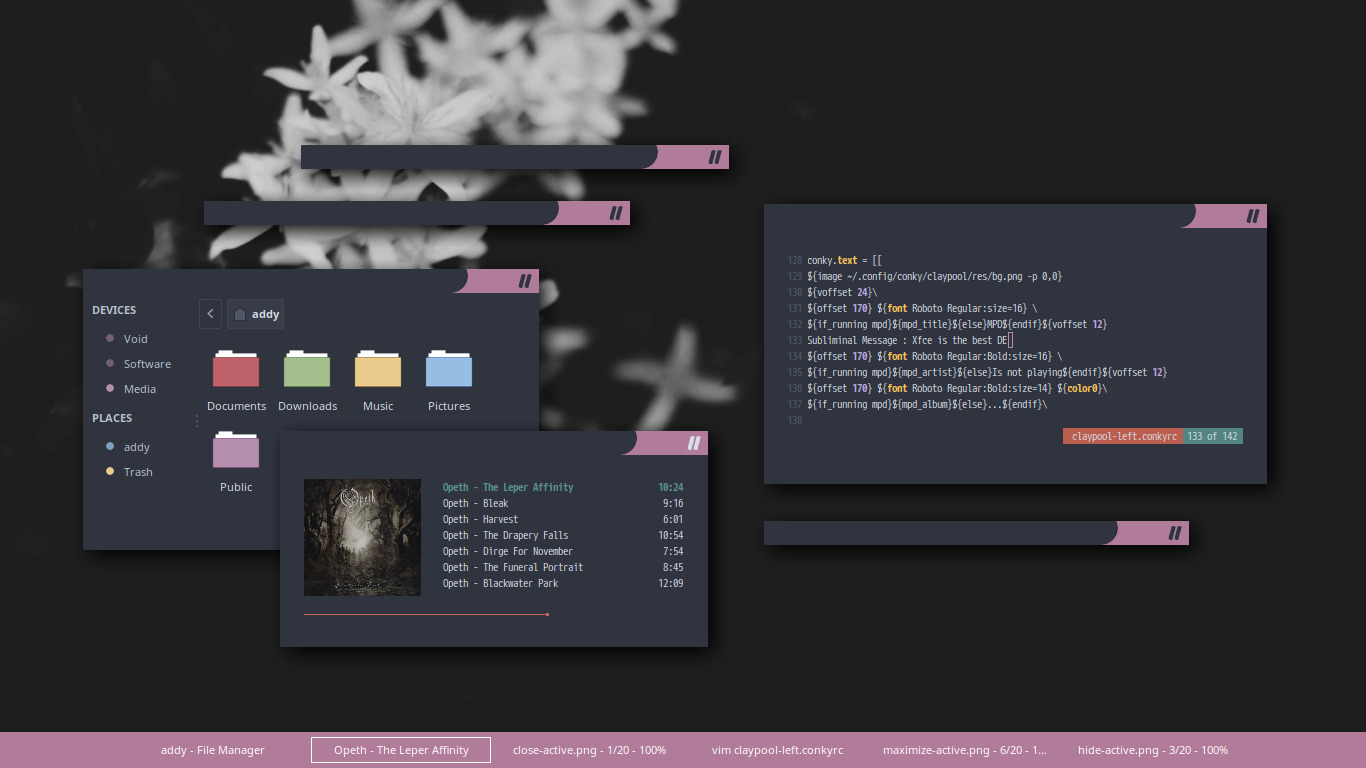 DEVICES
Void
Software
Media
PLACES
addy
Trash
addy
Documents Downloads Music Pictures
Public
Opeth
Opeth - The Leper Affinity 10:24
Opeth - Bleak 9:16
Opeth - Harvest 6:01
Opeth - The Drapery Falls 10:54
Opeth - Dirge For November 7:54
Opeth - The Funeral Portrait 8:45
Opeth - Blackwater Park 12:09
128 conky.text = [[
129 ${image ~/.config/conky/claypool/res/bg.png -p 0,0}
130 ${voffset 24}\
131 ${offset 170} ${font Roboto Regular:size=16} \
132 ${if_running mpd}${mpd_title}${else}MPD${endif}${voffset 12}
133 Subliminal Message : Xfce is the best DE
134 ${offset 170} ${font Roboto Regular:Bold:size=16} \
135 ${if_running mpd}${mpd_artist}${else}Is not playing${endif}${voffset 12}
136 ${offset 170} ${font Roboto Regular:Bold:size=14} ${color0}\
137 ${if_running mpd}${mpd_album}${else}...${endif}\
138
claypool-left.conkyrc 133 of 142
addy - File Manager Opeth - The Leper Affinity close-active.png - 1/20 - 100% vim claypool-left.conkyrc maximize-active.png - 6/20 - 1... hide-active.png - 3/20 - 100%